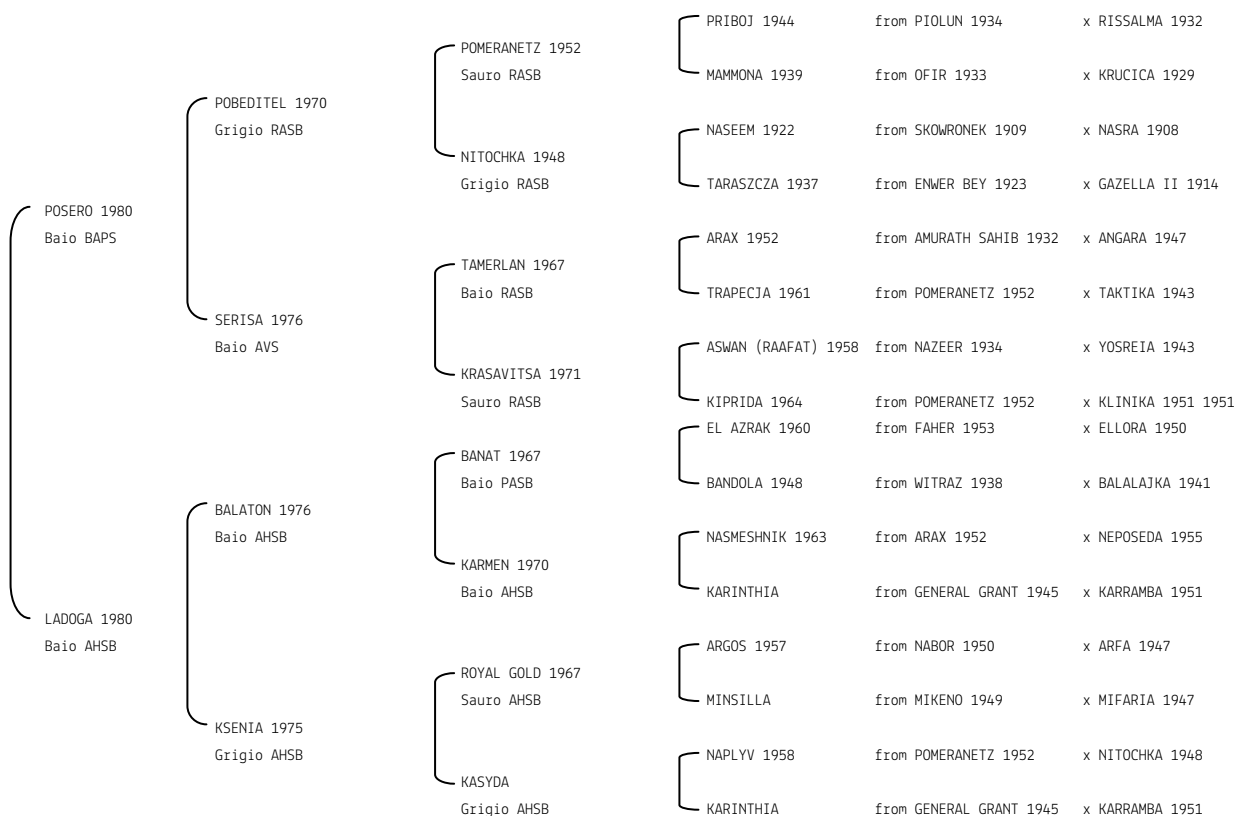 PRIBOJ 1944 from PIOLUN 1934 x RISSALMA 1932
POMERANETZ 1952
Sauro RASB
MAMMONA 1939 from OFIR 1933 x KRUCICA 1929
POBEDITEL 1970
Grigio RASB
NASEEM 1922 from SKOWRONEK 1909 x NASRA 1908
NITOCHKA 1948
Grigio RASB
TARASZCZA 1937 from ENWER BEY 1923 x GAZELLA II 1914
POSERO 1980
Baio BAPS
ARAX 1952 from AMURATH SAHIB 1932 x ANGARA 1947
TAMERLAN 1967
Baio RASB
TRAPECJA 1961 from POMERANETZ 1952 x TAKTIKA 1943
SERISA 1976
Baio AVS
ASWAN (RAAFAT) 1958 from NAZEER 1934 x YOSREIA 1943
KRASAVITSA 1971
Sauro RASB
KIPRIDA 1964 from POMERANETZ 1952 x KLINIKA 1951 1951
EL AZRAK 1960 from FAHER 1953 x ELLORA 1950
BANAT 1967
Baio PASB
BANDOLA 1948 from WITRAZ 1938 x BALALAJKA 1941
BALATON 1976
Baio AHSB
NASMESHNIK 1963 from ARAX 1952 x NEPOSEDA 1955
KARMEN 1970
Baio AHSB
KARINTHIA from GENERAL GRANT 1945 x KARRAMBA 1951
LADOGA 1980
Baio AHSB
ARGOS 1957 from NABOR 1950 x ARFA 1947
ROYAL GOLD 1967
Sauro AHSB
MINSILLA from MIKENO 1949 x MIFARIA 1947
KSENIA 1975
Grigio AHSB
NAPLYV 1958 from POMERANETZ 1952 x NITOCHKA 1948
KASYDA
Grigio AHSB
KARINTHIA from GENERAL GRANT 1945 x KARRAMBA 1951